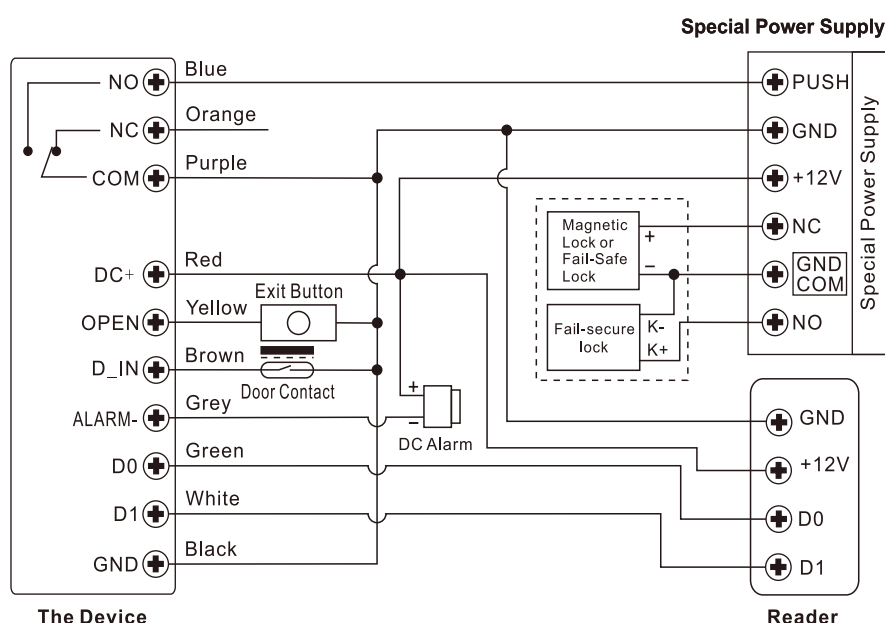 Special Power Supply
NO
Blue
PUSH
NC
Orange
GND
COM
Purple
+12V
Special Power Supply
Magnetic
Lock or
Fail-Safe
Lock
+
−
NC
DC+
Red
GND
COM
Exit Button
OPEN
Yellow
Fail-secure
lock
K-
K+
NO
D_IN
Brown
Door Contact
ALARM-
Grey
+
−
DC Alarm
GND
D0
Green
+12V
D1
White
D0
GND
Black
D1
The Device
Reader